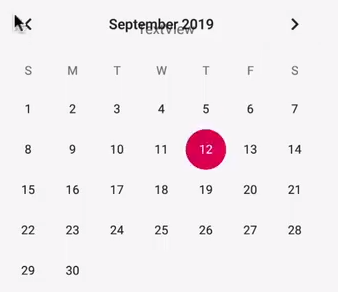 September 2019
TextView
S M T W T F S
1 2 3 4 5 6 7
8 9 10 11 12 13 14
15 16 17 18 19 20 21
22 23 24 25 26 27 28
29 30